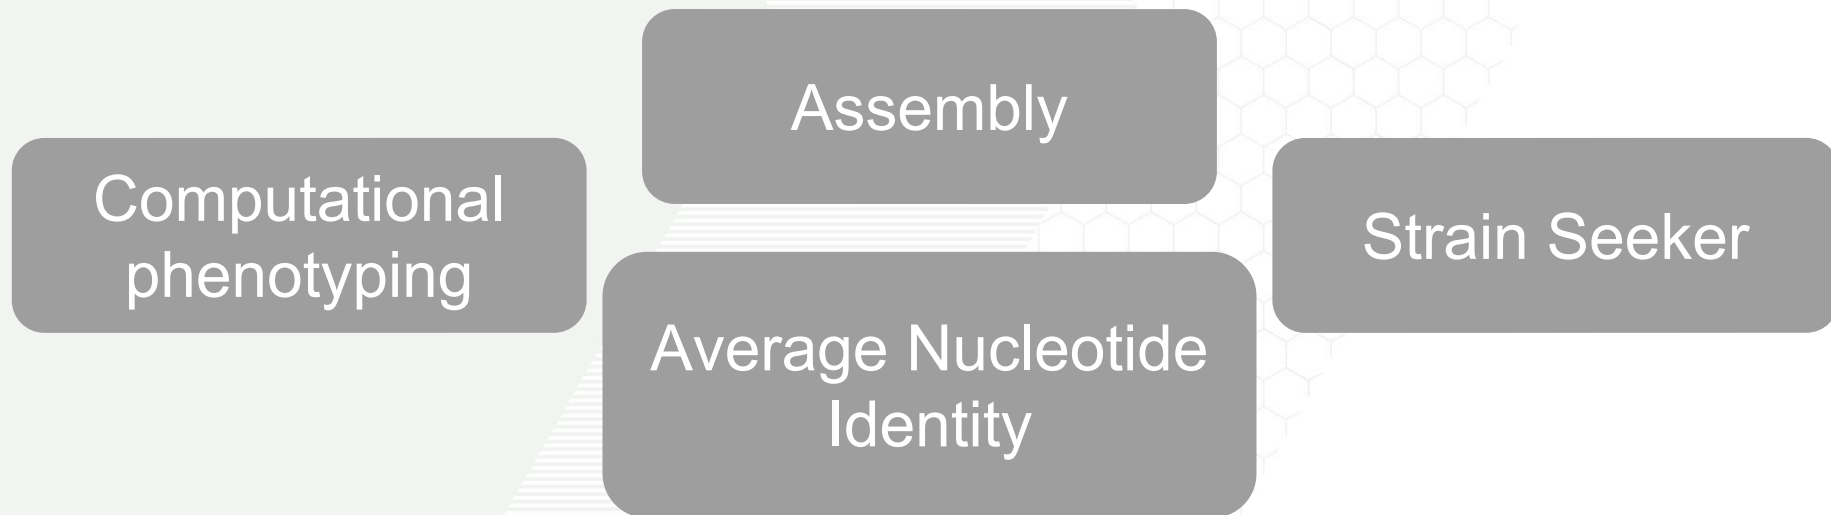 Assembly
Computational
phenotyping
Strain Seeker
Average Nucleotide
Identity